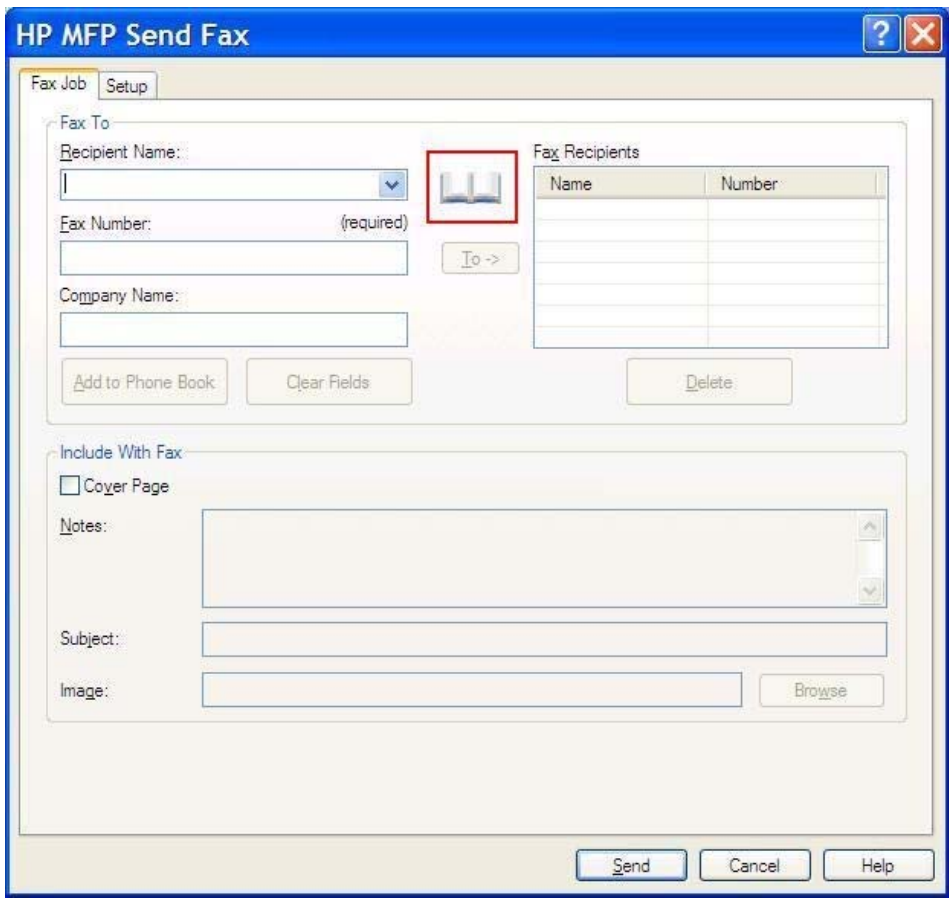 HP MFP Send Fax
Fax Job Setup
Fax To
Recipient Name:
Fax Number: (required)
Company Name:
Add to Phone Book Clear Fields
To ->
Fax Recipients
Name Number
Delete
Include With Fax
Cover Page
Notes:
Subject:
Image: Browse
Send Cancel Help